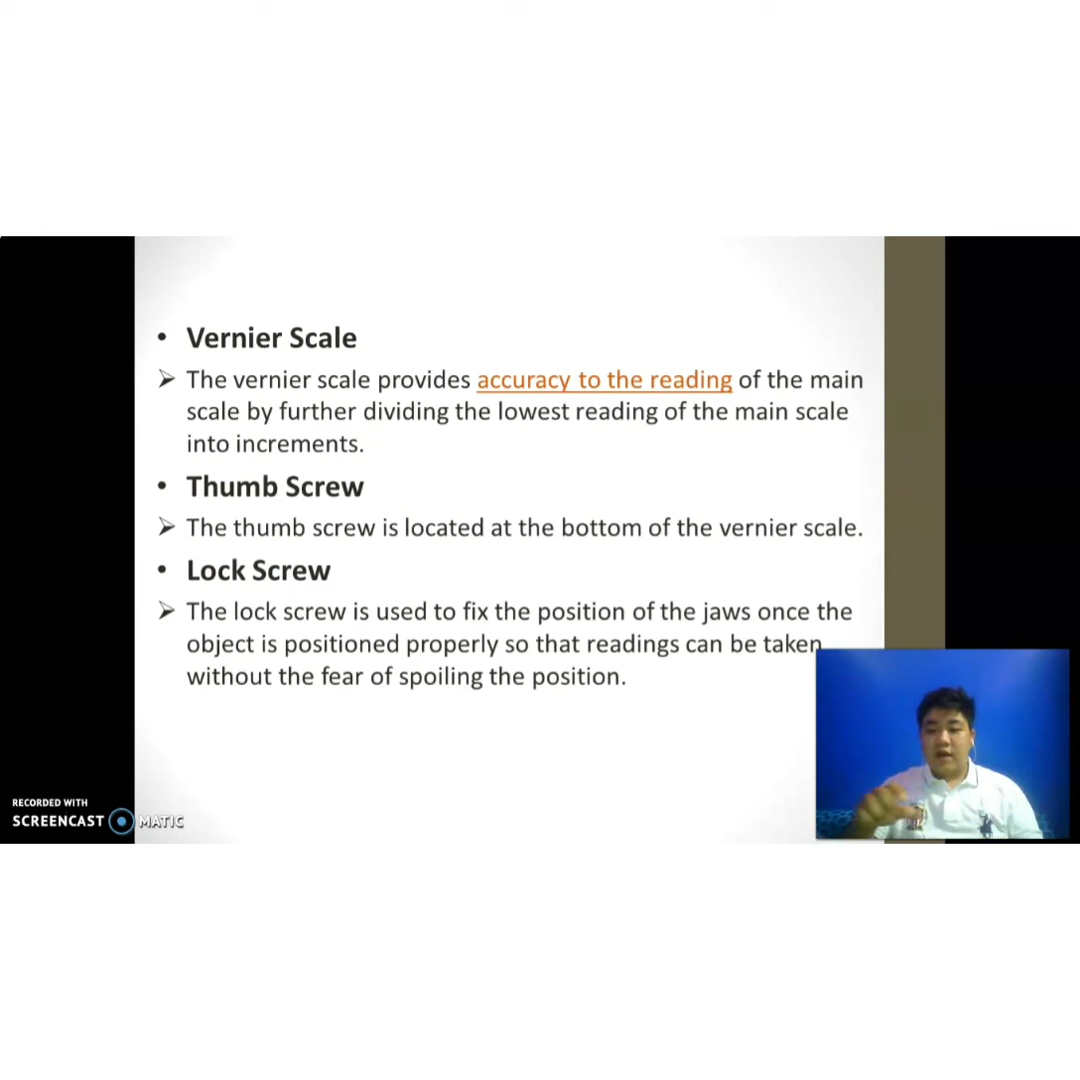 • Vernier Scale
➢ The vernier scale provides accuracy to the reading of the main
scale by further dividing the lowest reading of the main scale
into increments.
• Thumb Screw
➢ The thumb screw is located at the bottom of the vernier scale.
• Lock Screw
➢ The lock screw is used to fix the position of the jaws once the
object is positioned properly so that readings can be taken
without the fear of spoiling the position.
RECORDED WITH
SCREENCAST MATIC